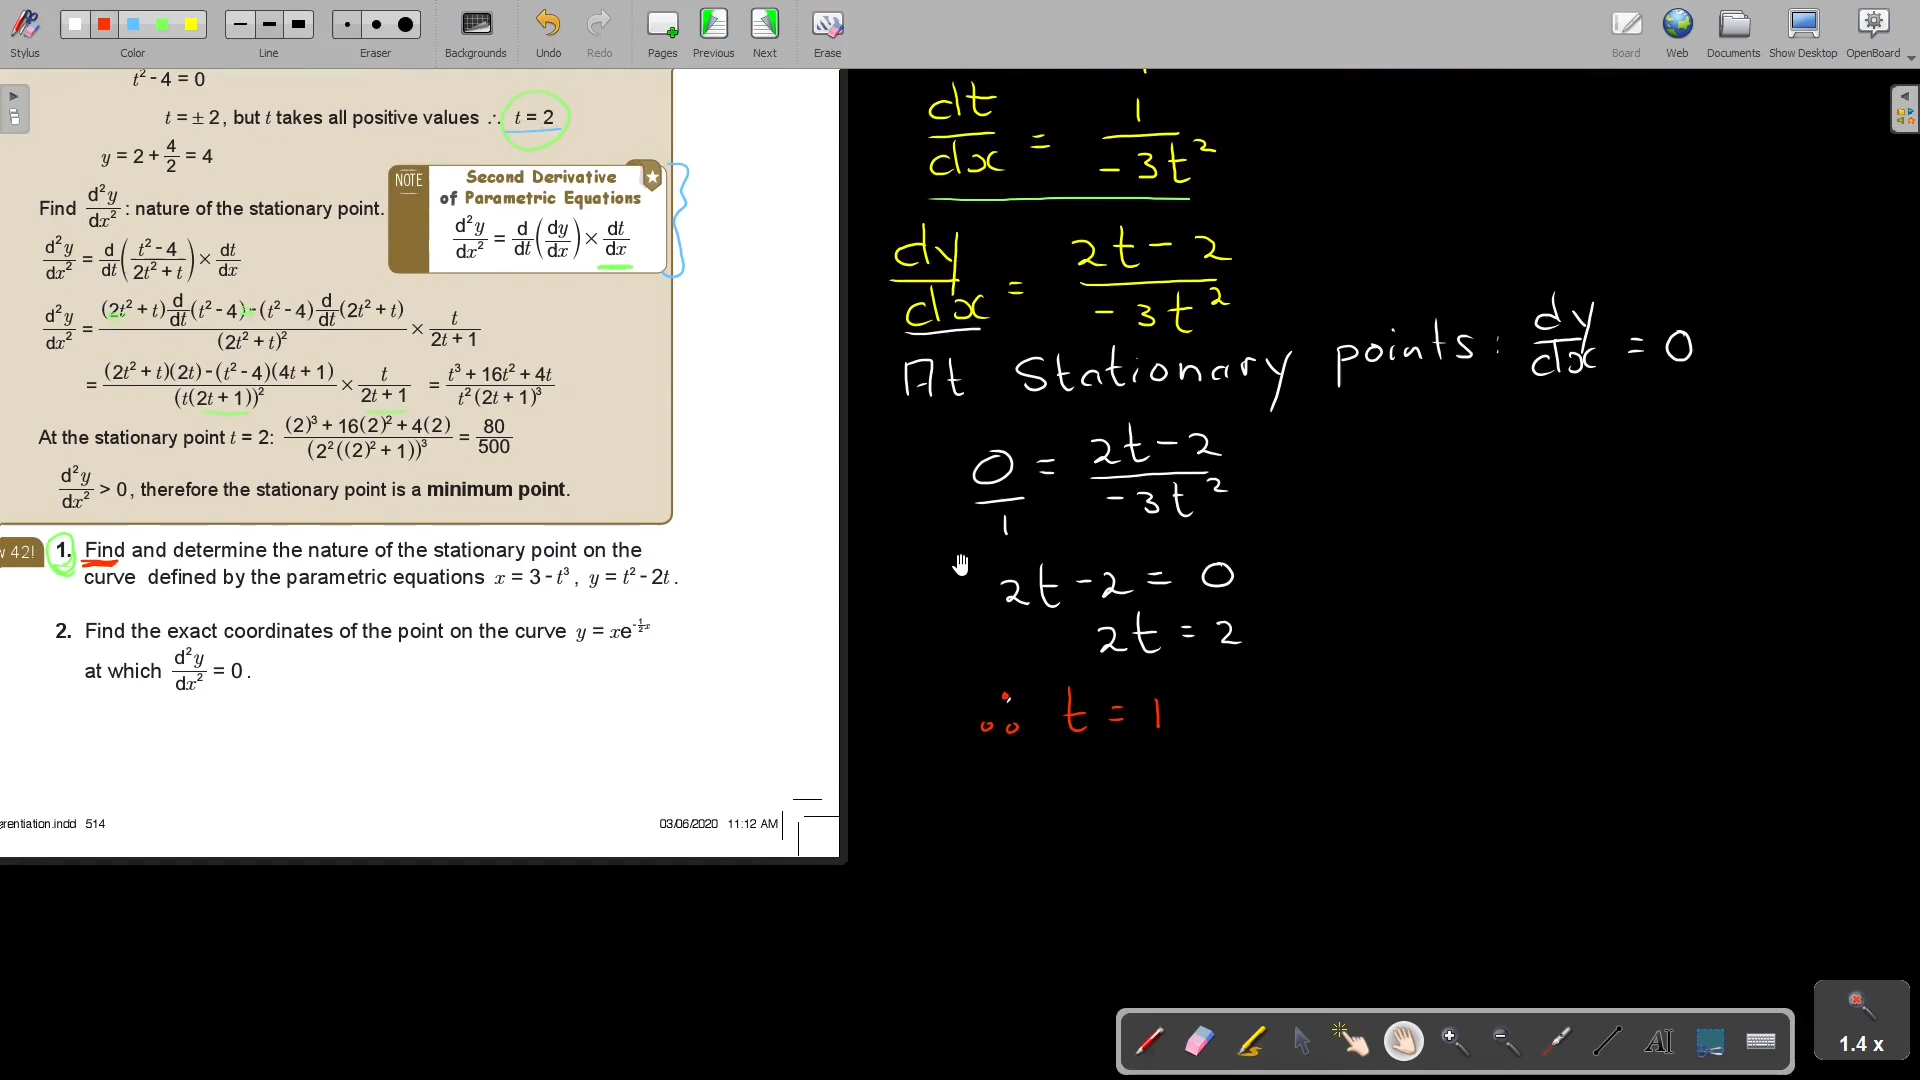 Stylus Color Line Eraser Backgrounds Undo Redo Pages Previous Next Erase Board Web Documents Show Desktop OpenBoard
t² - 4 = 0
t = ± 2, but t takes all positive values ∴ t = 2
y = 2 + 4/2 = 4
NOTE
Second Derivative
of Parametric Equations
d²y/dx² = d/dt (dy/dx) × dt/dx
Find d²y/dx² : nature of the stationary point.
d²y/dx² = d/dt ((t² - 4)/(2t² + t)) × dt/dx
d²y/dx² = ((2t² + t) d/dt (t² - 4) - (t² - 4) d/dt (2t² + t))/(2t² + t)² × t/(2t + 1)
= ((2t² + t)(2t) - (t² - 4)(4t + 1))/(t(2t + 1))² × t/(2t + 1) = (t³ + 16t² + 4t)/(t²(2t + 1)³)
At the stationary point t = 2: ((2)³ + 16(2)² + 4(2))/(2²((2)² + 1))³ = 80/500
d²y/dx² > 0, therefore the stationary point is a minimum point.
42!
1. Find and determine the nature of the stationary point on the
curve defined by the parametric equations x = 3 - t³, y = t² - 2t.
2. Find the exact coordinates of the point on the curve y = xe^(-½x)
at which d²y/dx² = 0.
erentiation.indd 514
03/06/2020 11:12 AM
dt/dx = 1/(-3t²)
dy/dx = (2t - 2)/(-3t²)
At Stationary points: dy/dx = 0
0/1 = (2t - 2)/(-3t²)
2t - 2 = 0
2t = 2
∴ t = 1
1.4 x